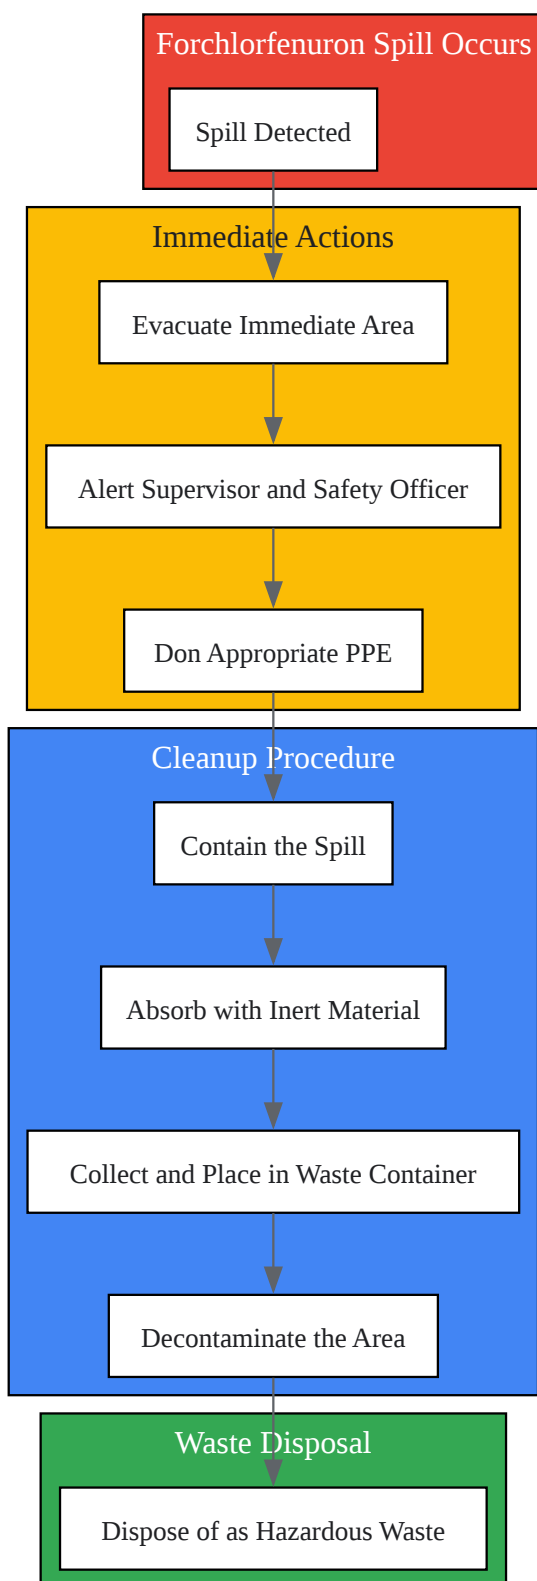 Forchlorfenuron Spill Occurs
Spill Detected
Immediate Actions
Evacuate Immediate Area
Alert Supervisor and Safety Officer
Don Appropriate PPE
Cleanup Procedure
Contain the Spill
Absorb with Inert Material
Collect and Place in Waste Container
Decontaminate the Area
Waste Disposal
Dispose of as Hazardous Waste